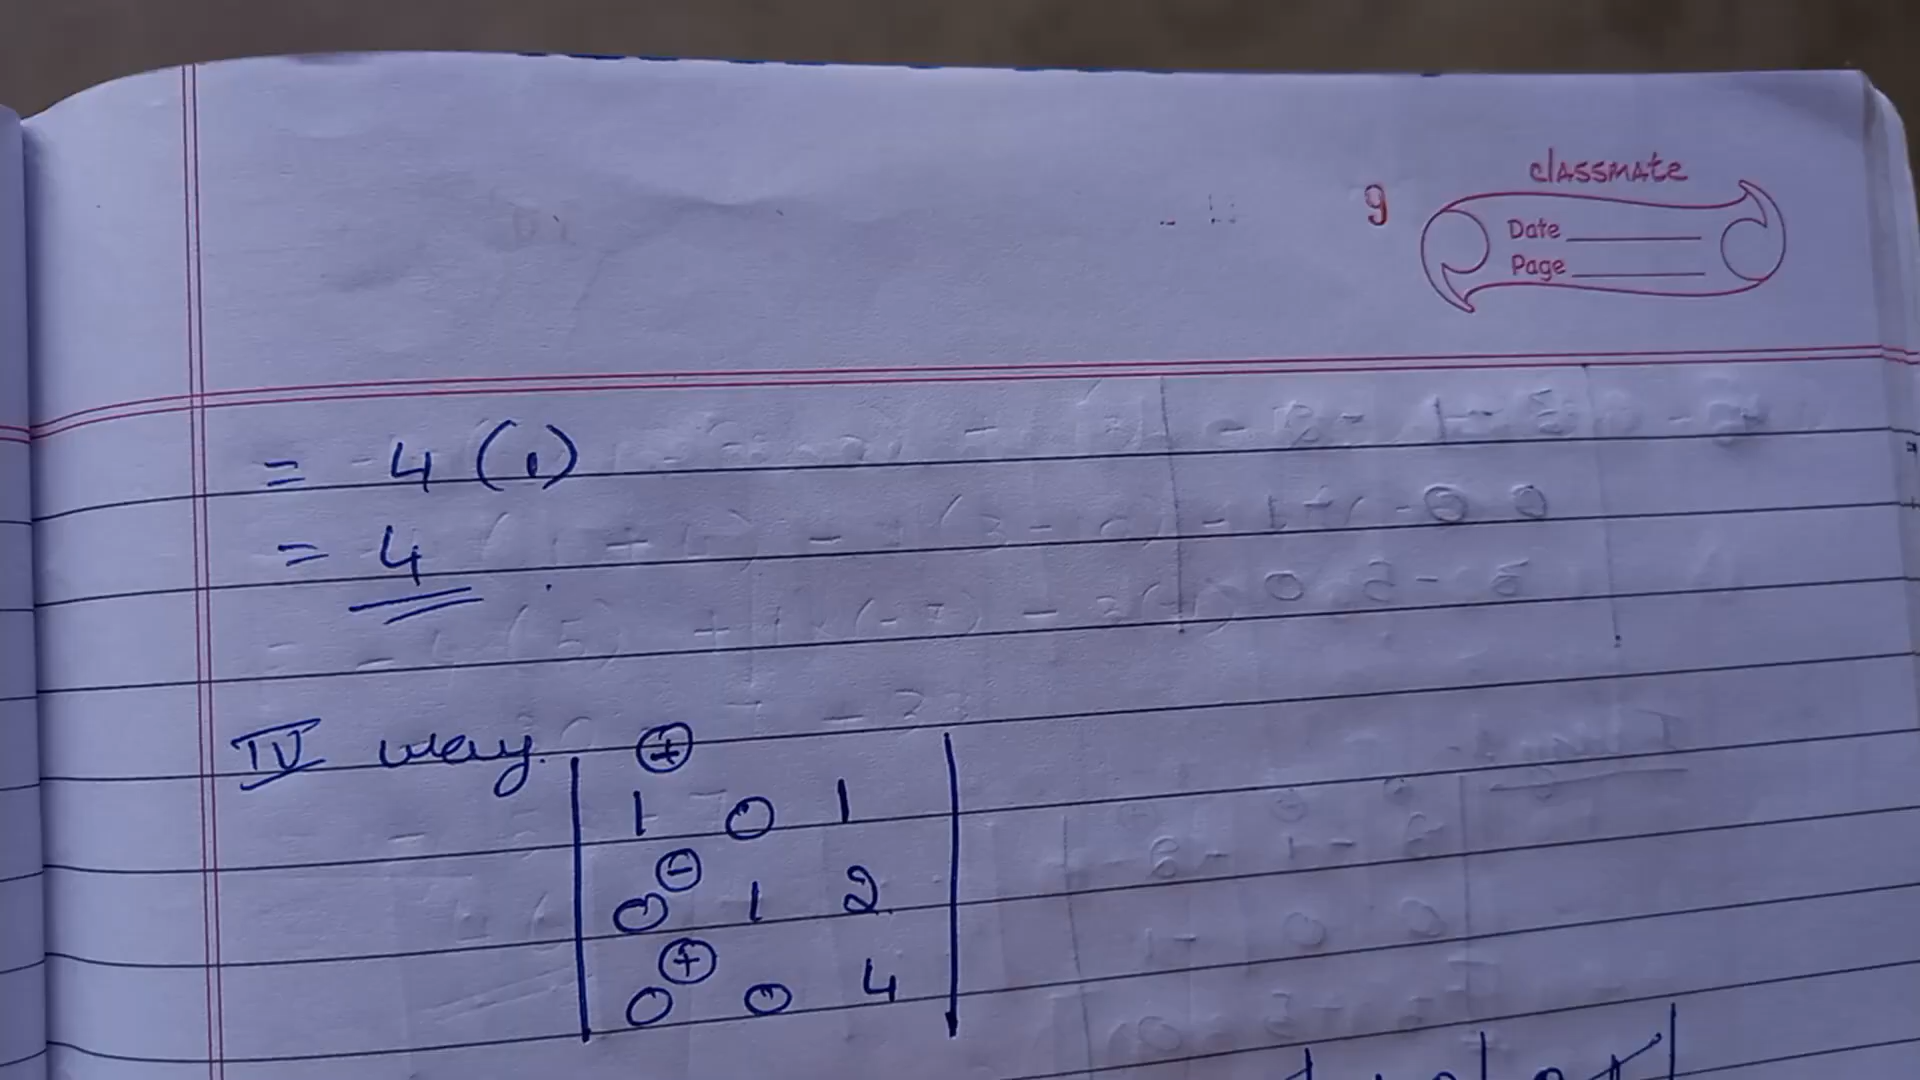 classmate
9
Date
Page
= 4 (1)
= 4
IV way.
⊕
1 0 1
⊖
0 1 2
⊕
0 0 4